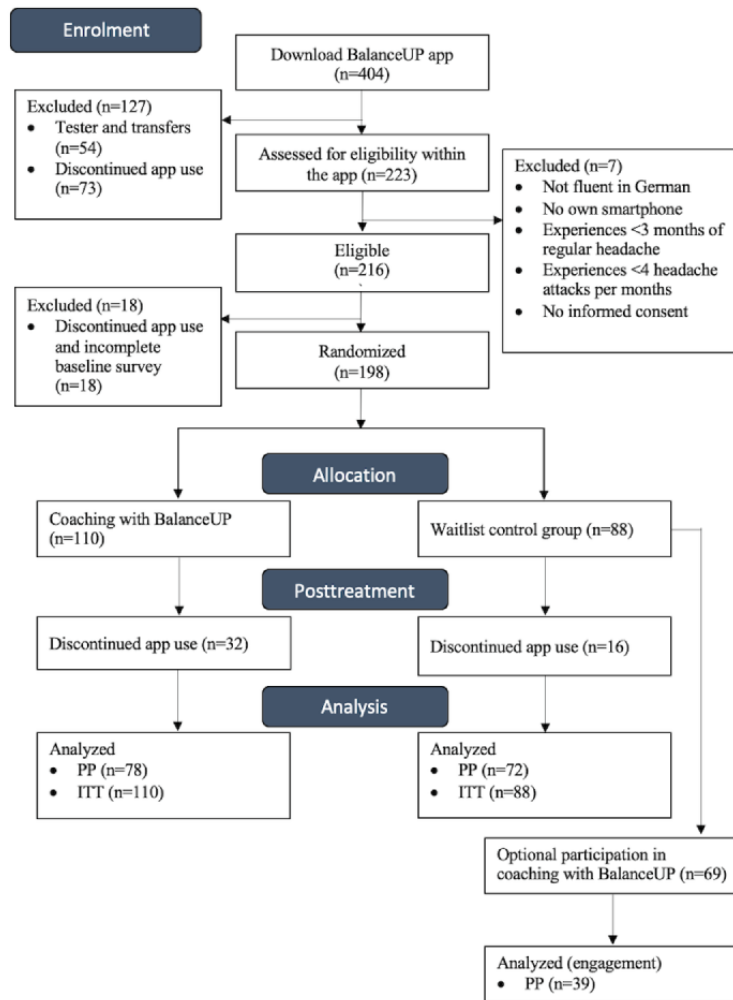 Enrolment
Download BalanceUP app
(n=404)
Excluded (n=127)
• Tester and transfers
(n=54)
• Discontinued app use
(n=73)
Assessed for eligibility within
the app (n=223)
Excluded (n=7)
• Not fluent in German
• No own smartphone
• Experiences <3 months of
regular headache
• Experiences <4 headache
attacks per months
• No informed consent
Eligible
(n=216)
Excluded (n=18)
• Discontinued app use
and incomplete
baseline survey
(n=18)
Randomized
(n=198)
Allocation
Coaching with BalanceUP
(n=110)
Waitlist control group (n=88)
Posttreatment
Discontinued app use (n=32)
Discontinued app use (n=16)
Analysis
Analyzed
• PP (n=78)
• ITT (n=110)
Analyzed
• PP (n=72)
• ITT (n=88)
Optional participation in
coaching with BalanceUP (n=69)
Analyzed (engagement)
• PP (n=39)